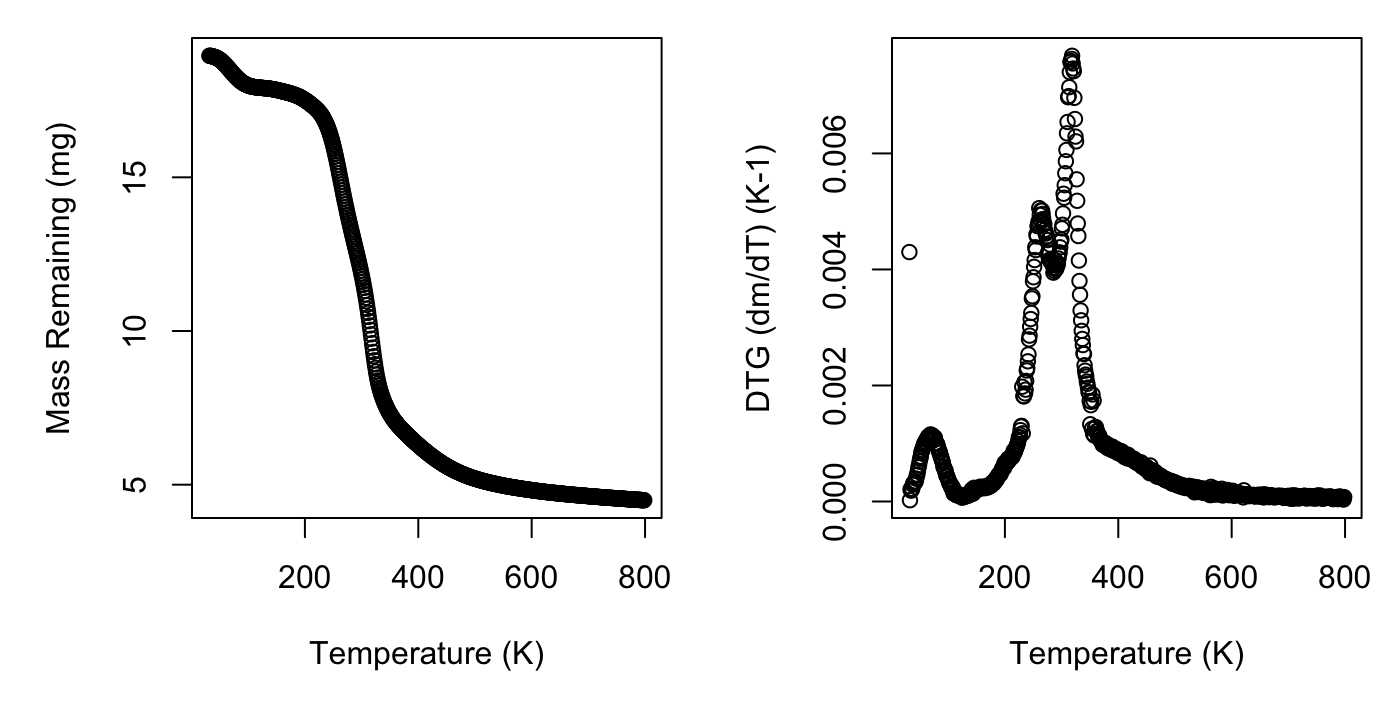 Mass Remaining (mg)
15
10
5
200 400 600 800
Temperature (K)
DTG (dm/dT) (K-1)
0.006
0.004
0.002
0.000
200 400 600 800
Temperature (K)